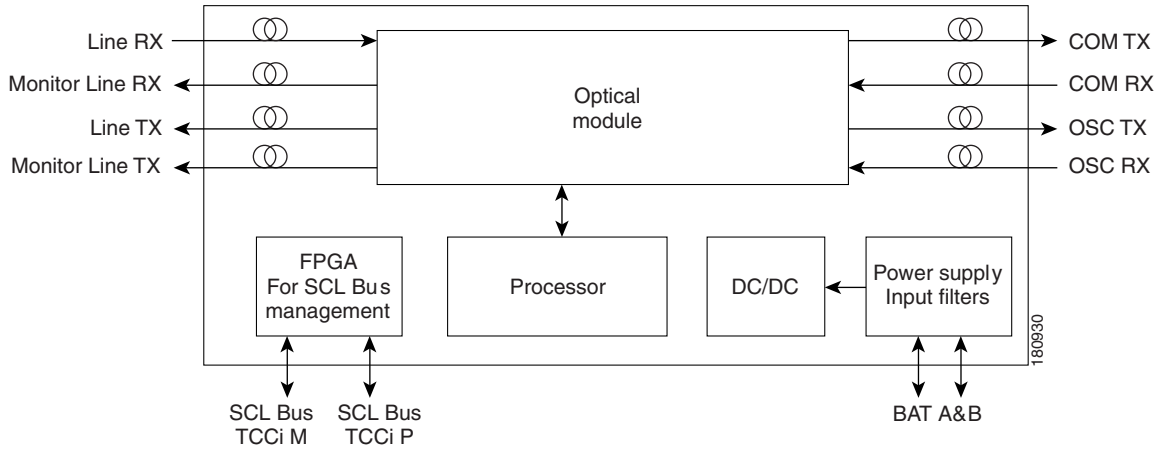 Line RX
COM TX
Monitor Line RX
COM RX
Optical
module
Line TX
OSC TX
Monitor Line TX
OSC RX
FPGA
For SCL Bus
management
Processor
DC/DC
Power supply
Input filters
180930
SCL Bus
TCCi M
SCL Bus
TCCi P
BAT A&B